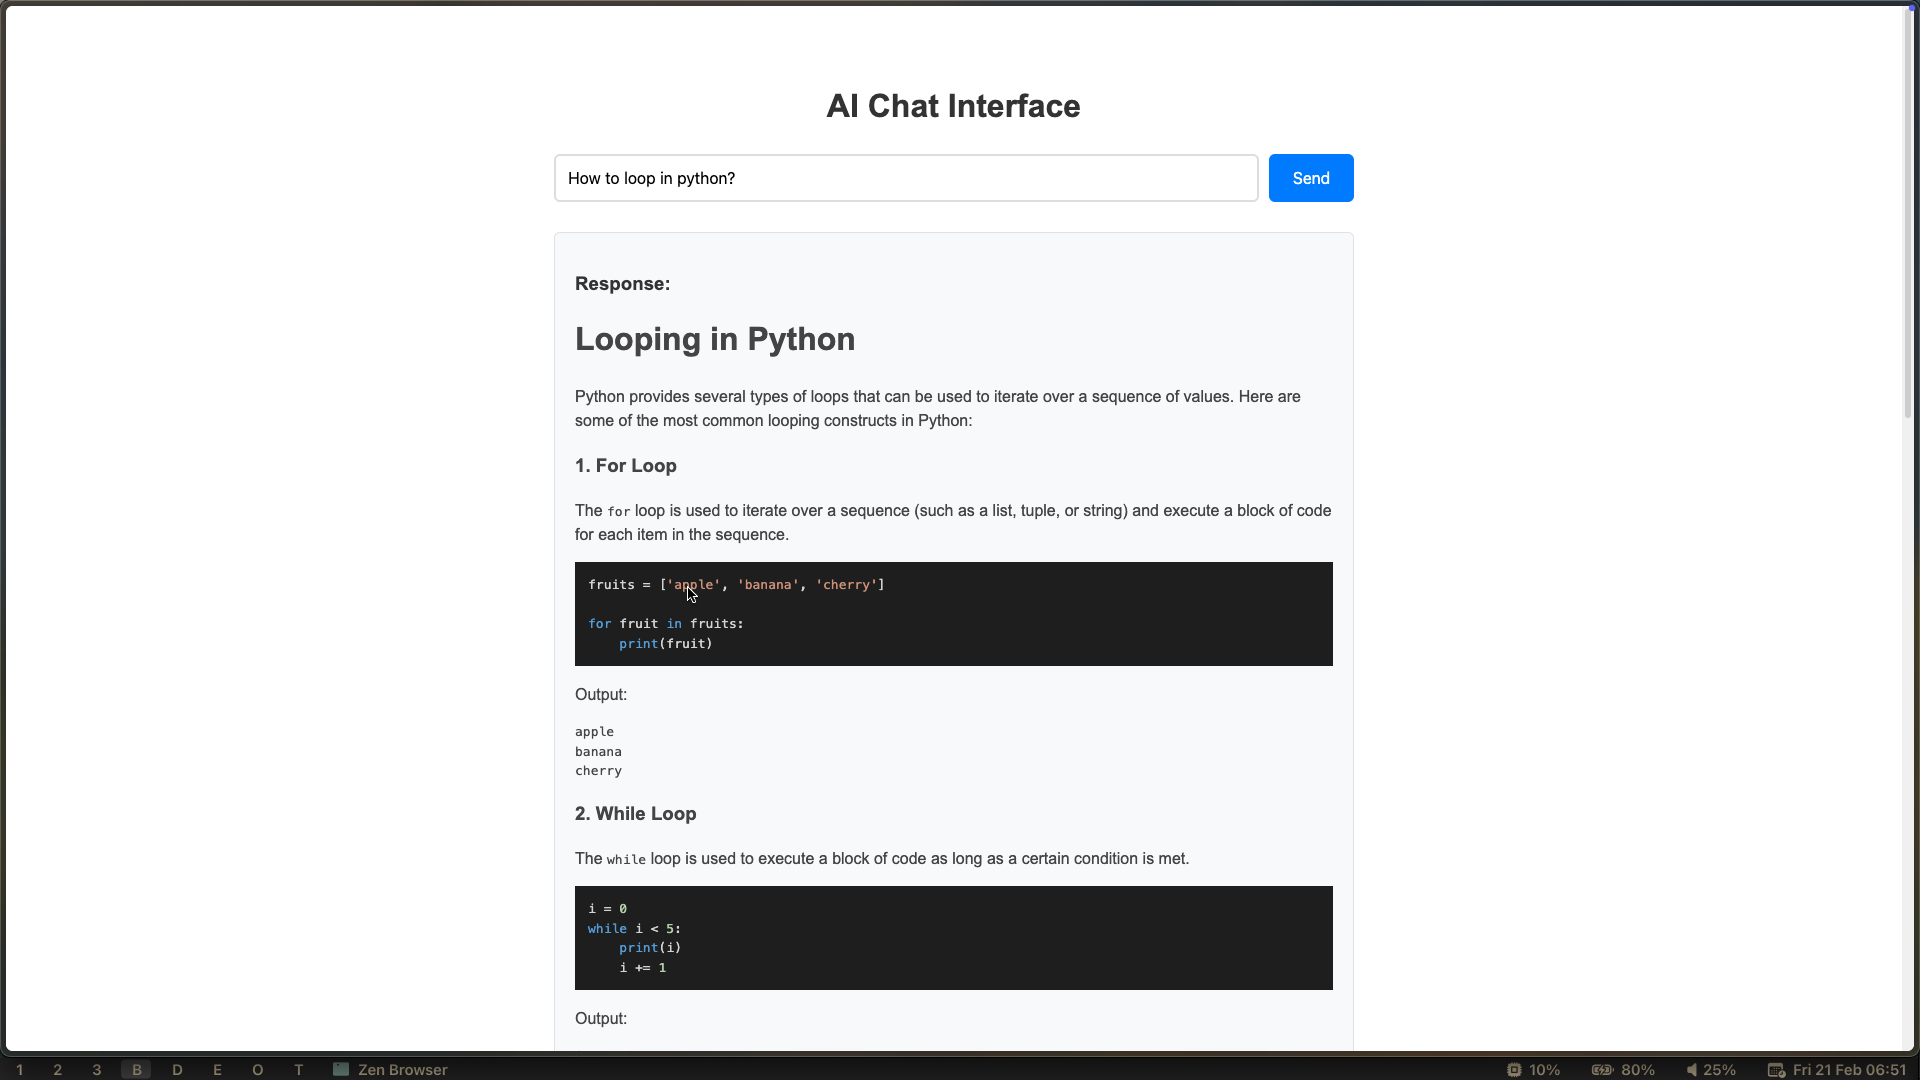 AI Chat Interface
How to loop in python?
Send
Response:
Looping in Python
Python provides several types of loops that can be used to iterate over a sequence of values. Here are
some of the most common looping constructs in Python:
1. For Loop
The for loop is used to iterate over a sequence (such as a list, tuple, or string) and execute a block of code
for each item in the sequence.
fruits = ['apple', 'banana', 'cherry']
for fruit in fruits:
    print(fruit)
Output:
apple
banana
cherry
2. While Loop
The while loop is used to execute a block of code as long as a certain condition is met.
i = 0
while i < 5:
    print(i)
    i += 1
Output:
1 2 3 B D E O T Zen Browser 10% 80% 25% Fri 21 Feb 06:51